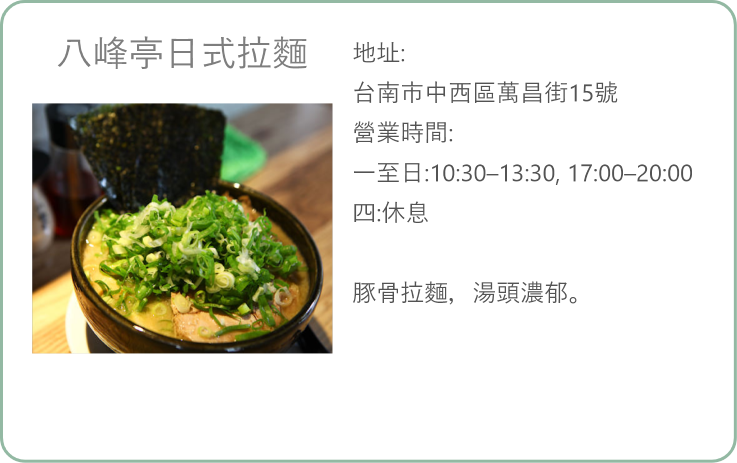 八峰亭日式拉麵
地址:
台南市中西區萬昌街15號
營業時間:
一至日:10:30–13:30, 17:00–20:00
四:休息
豚骨拉麵，湯頭濃郁。